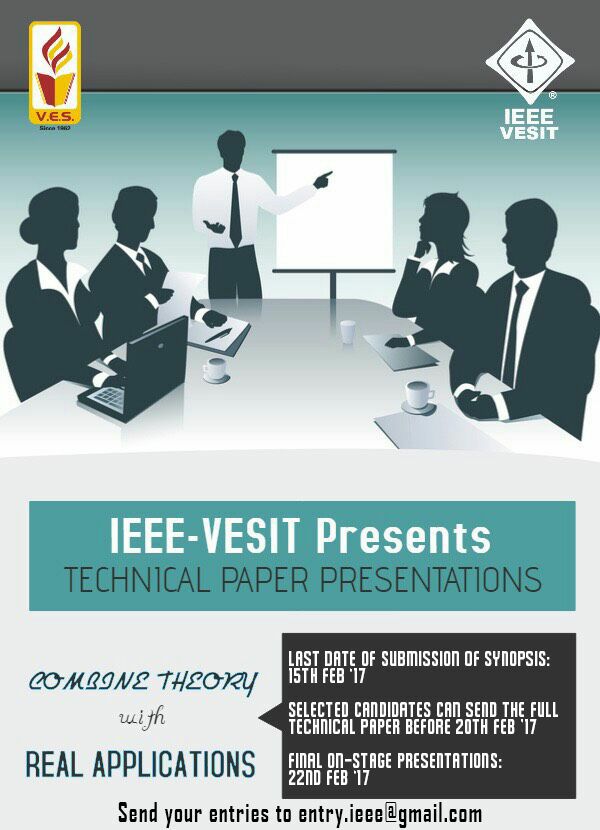 V.E.S.
Since 1962
®
IEEE
VESIT
IEEE-VESIT Presents
TECHNICAL PAPER PRESENTATIONS
COMBINE THEORY
with
REAL APPLICATIONS
LAST DATE OF SUBMISSION OF SYNOPSIS:
15TH FEB '17
SELECTED CANDIDATES CAN SEND THE FULL
TECHNICAL PAPER BEFORE 20TH FEB '17
FINAL ON-STAGE PRESENTATIONS:
22ND FEB '17
Send your entries to entry.ieee@gmail.com